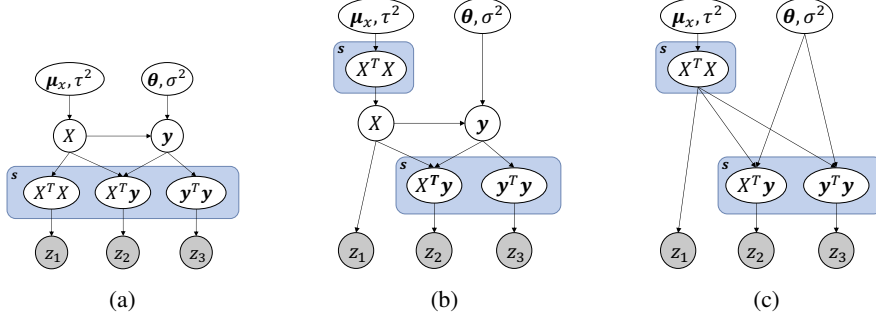 μₓ, τ²
θ, σ²
X
y
s
XᵀX
Xᵀy
yᵀy
z₁
z₂
z₃
(a)
μₓ, τ²
θ, σ²
s
XᵀX
X
y
s
Xᵀy
yᵀy
z₁
z₂
z₃
(b)
μₓ, τ²
θ, σ²
s
XᵀX
s
Xᵀy
yᵀy
z₁
z₂
z₃
(c)